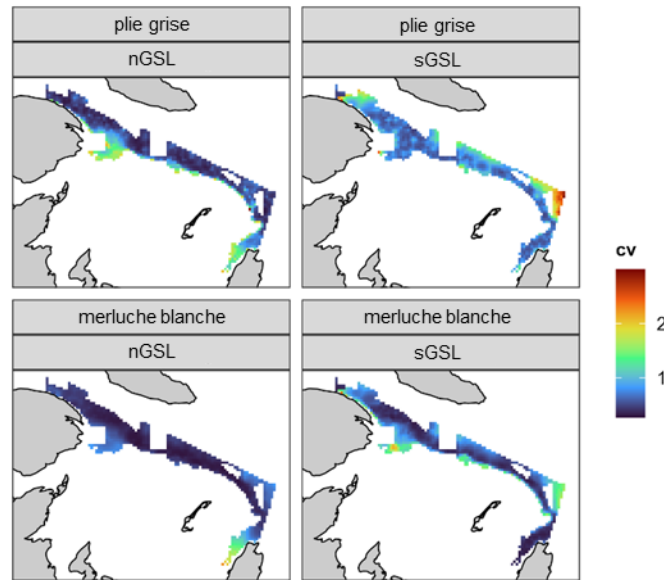 plie grise
nGSL
plie grise
sGSL
merluche blanche
nGSL
merluche blanche
sGSL
cv
2
1